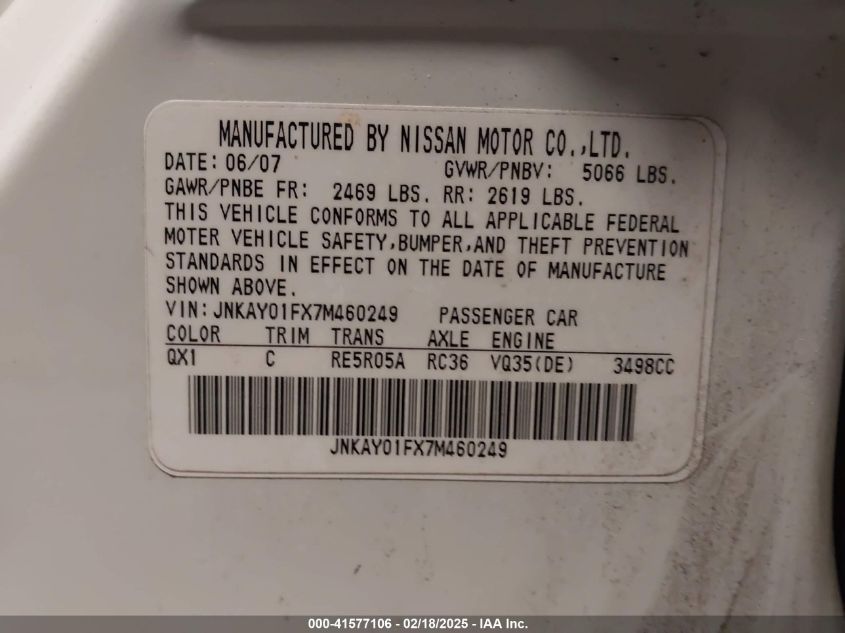 MANUFACTURED BY NISSAN MOTOR CO.,LTD.
DATE: 06/07 GVWR/PNBV: 5066 LBS.
GAWR/PNBE FR: 2469 LBS. RR: 2619 LBS.
THIS VEHICLE CONFORMS TO ALL APPLICABLE FEDERAL
MOTER VEHICLE SAFETY,BUMPER,AND THEFT PREVENTION
STANDARDS IN EFFECT ON THE DATE OF MANUFACTURE
SHOWN ABOVE.
VIN:JNKAY01FX7M460249 PASSENGER CAR
COLOR TRIM TRANS AXLE ENGINE
QX1 C RE5R05A RC36 VQ35(DE) 3498CC
JNKAY01FX7M460249
000-41577106 - 02/18/2025 - IAA Inc.